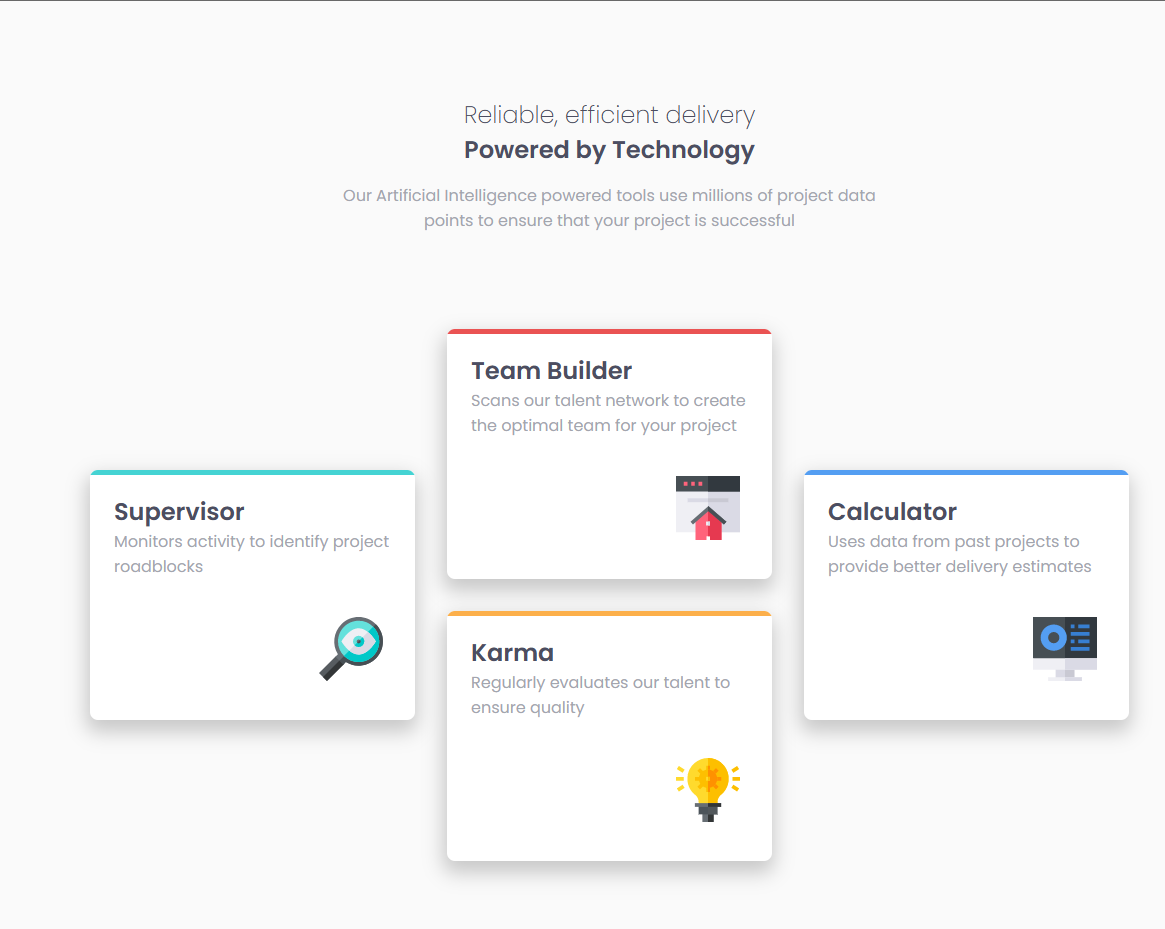 Reliable, efficient delivery
Powered by Technology
Our Artificial Intelligence powered tools use millions of project data
points to ensure that your project is successful
Supervisor
Monitors activity to identify project
roadblocks
Team Builder
Scans our talent network to create
the optimal team for your project
Karma
Regularly evaluates our talent to
ensure quality
Calculator
Uses data from past projects to
provide better delivery estimates